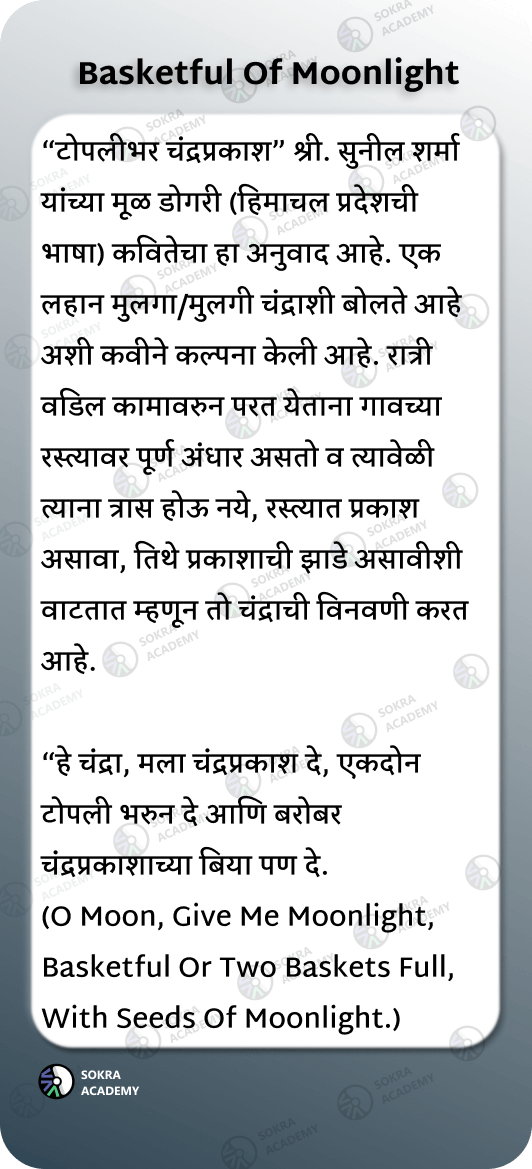 Basketful Of Moonlight
“टोपलीभर चंद्रप्रकाश” श्री. सुनील शर्मा
यांच्या मूळ डोगरी (हिमाचल प्रदेशची
भाषा) कवितेचा हा अनुवाद आहे. एक
लहान मुलगा/मुलगी चंद्राशी बोलते आहे
अशी कवीने कल्पना केली आहे. रात्री
वडिल कामावरुन परत येताना गावच्या
रस्त्यावर पूर्ण अंधार असतो व त्यावेळी
त्याना त्रास होऊ नये, रस्त्यात प्रकाश
असावा, तिथे प्रकाशाची झाडे असावीशी
वाटतात म्हणून तो चंद्राची विनवणी करत
आहे.
“हे चंद्रा, मला चंद्रप्रकाश दे, एकदोन
टोपली भरुन दे आणि बरोबर
चंद्रप्रकाशाच्या बिया पण दे.
(O Moon, Give Me Moonlight,
Basketful Or Two Baskets Full,
With Seeds Of Moonlight.)
SOKRA
ACADEMY